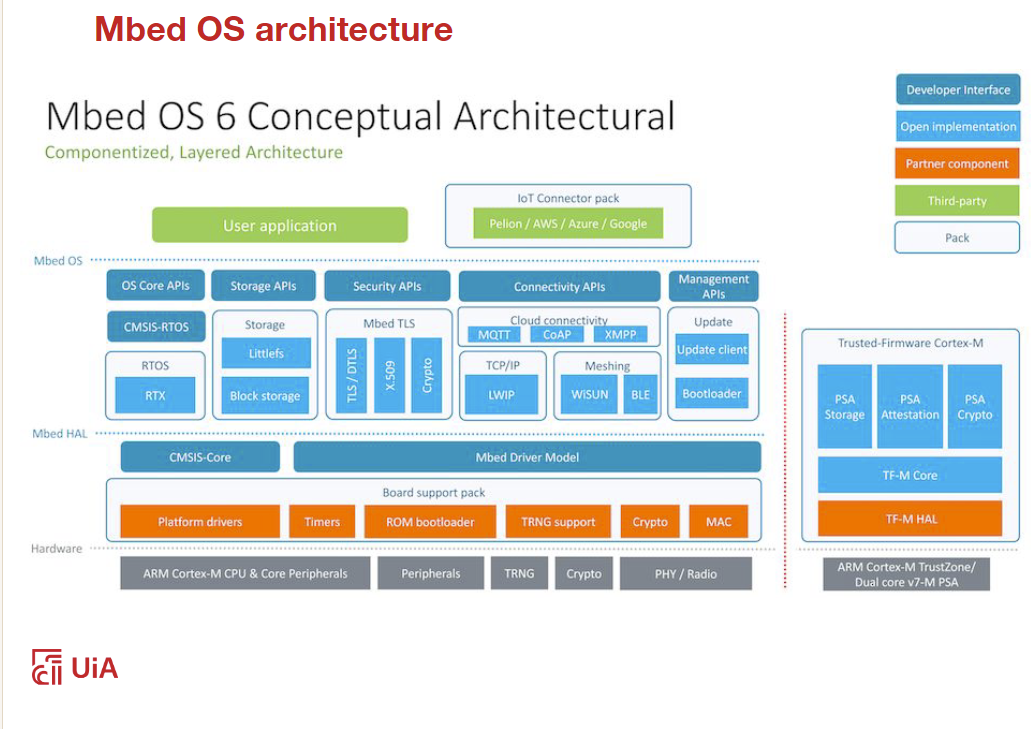 Mbed OS architecture
Mbed OS 6 Conceptual Architectural
Componentized, Layered Architecture
Developer Interface
Open implementation
Partner component
Third-party
Pack
User application
IoT Connector pack
Pelion / AWS / Azure / Google
Mbed OS
OS Core APIs
Storage APIs
Security APIs
Connectivity APIs
Management
APIs
CMSIS-RTOS
RTOS
RTX
Storage
Littlefs
Block storage
Mbed TLS
TLS / DTLS
X.509
Crypto
Cloud connectivity
MQTT
CoAP
XMPP
TCP/IP
LWIP
Meshing
WiSUN
BLE
Update
Update client
Bootloader
Mbed HAL
CMSIS-Core
Mbed Driver Model
Board support pack
Platform drivers
Timers
ROM bootloader
TRNG support
Crypto
MAC
Hardware
ARM Cortex-M CPU & Core Peripherals
Peripherals
TRNG
Crypto
PHY / Radio
Trusted-Firmware Cortex-M
PSA
Storage
PSA
Attestation
PSA
Crypto
TF-M Core
TF-M HAL
ARM Cortex-M TrustZone/
Dual core v7-M PSA
UiA